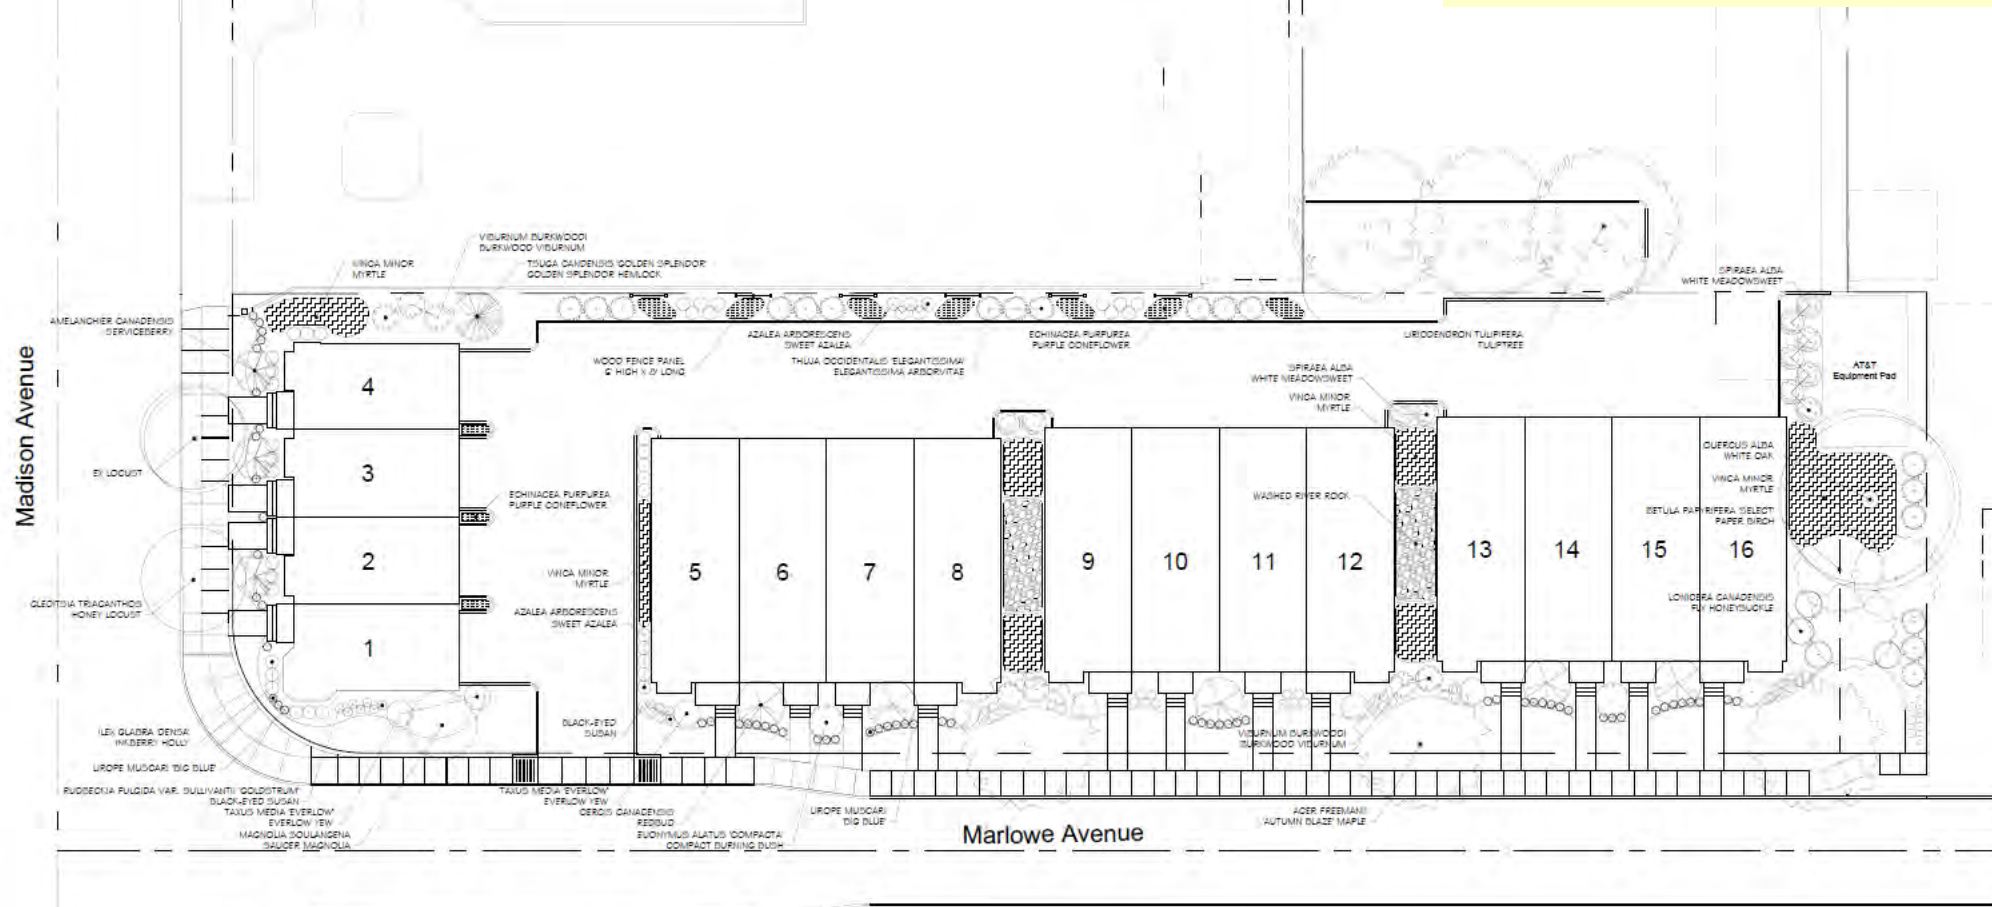 VIBURNUM BURKWOODI
BURKWOOD VIBURNUM
VINCA MINOR
MYRTLE
TSUGA CANDENSIS 'GOLDEN SPLENDOR'
GOLDEN SPLENDOR HEMLOCK
SPIRAEA ALBA
WHITE MEADOWSWEET
AMELANCHIER CANADENSIS
SERVICEBERRY
AZALEA ARBORESCENS
SWEET AZALEA
ECHINACEA PURPUREA
PURPLE CONEFLOWER
LIRIODENDRON TULIPIFERA
TULIPTREE
WOOD FENCE PANEL
6' HIGH X 8' LONG
THUJA OCCIDENTALIS 'ELEGANTISSIMA'
ELEGANTISSIMA ARBORVITAE
SPIRAEA ALBA
WHITE MEADOWSWEET
AT&T
Equipment Pad
VINCA MINOR
MYRTLE
Madison Avenue
4
3
2
1
EX LOCUST
ECHINACEA PURPUREA
PURPLE CONEFLOWER
WASHED RIVER ROCK
QUERCUS ALBA
WHITE OAK
VINCA MINOR
MYRTLE
BETULA PAPYRIFERA 'SELECT'
PAPER BIRCH
5
6
7
8
9
10
11
12
13
14
15
16
VINCA MINOR
MYRTLE
AZALEA ARBORESCENS
SWEET AZALEA
LONICERA CANADENSIS
FLY HONEYSUCKLE
HONEY LOCUST
BLACK-EYED
SUSAN
ILEX GLABRA 'DENSA'
INKBERRY HOLLY
VIBURNUM BURKWOODI
BURKWOOD VIBURNUM
LIROPE MUSCARI 'BIG BLUE'
RUDBECKIA FULGIDA VAR. SULLIVANTII 'GOLDSTRUM'
BLACK-EYED SUSAN
TAXUS MEDIA 'EVERLOW'
EVERLOW YEW
MAGNOLIA SOULANGENA
SAUCER MAGNOLIA
TAXUS MEDIA 'EVERLOW'
EVERLOW YEW
CERCIS CANADENSIS
REDBUD
EUONYMUS ALATUS 'COMPACTA'
COMPACT BURNING BUSH
LIROPE MUSCARI
'BIG BLUE'
ACER FREEMANII
'AUTUMN BLAZE' MAPLE
Marlowe Avenue